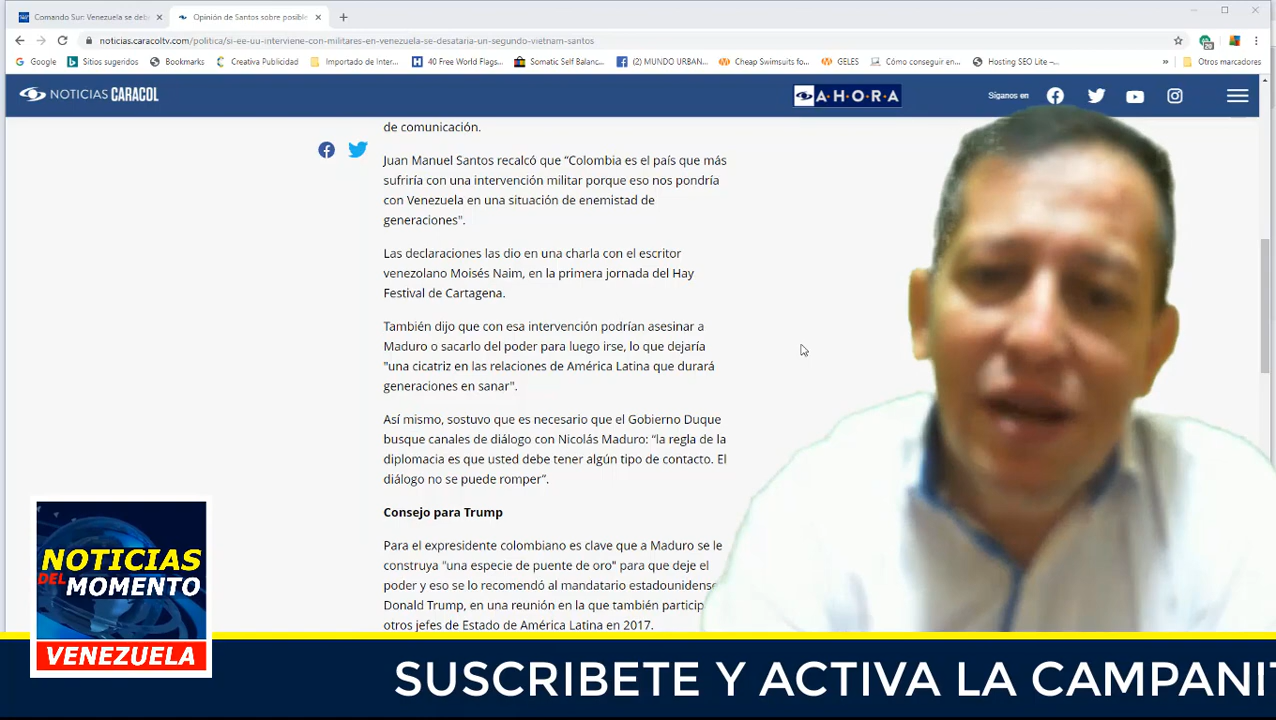 Comando Sur: Venezuela se deb
Opinión de Santos sobre posible
noticias.caracoltv.com/politica/si-ee-uu-interviene-con-militares-en-venezuela-se-desataria-un-segundo-vietnam-santos
20
Google
Sitios sugeridos
Bookmarks
Creativa Publicidad
Importado de Inter...
40 Free World Flags...
Somatic Self Balanc...
(2) MUNDO URBAN...
Cheap Swimsuits fo...
GELES
Cómo conseguir en...
Hosting SEO Lite -...
»
Otros marcadores
NOTICIAS CARACOL
A·H·O·R·A
Síganos en
de comunicación.
Juan Manuel Santos recalcó que “Colombia es el país que más
sufriría con una intervención militar porque eso nos pondría
con Venezuela en una situación de enemistad de
generaciones".
Las declaraciones las dio en una charla con el escritor
venezolano Moisés Naim, en la primera jornada del Hay
Festival de Cartagena.
También dijo que con esa intervención podrían asesinar a
Maduro o sacarlo del poder para luego irse, lo que dejaría
"una cicatriz en las relaciones de América Latina que durará
generaciones en sanar".
Así mismo, sostuvo que es necesario que el Gobierno Duque
busque canales de diálogo con Nicolás Maduro: “la regla de la
diplomacia es que usted debe tener algún tipo de contacto. El
diálogo no se puede romper”.
Consejo para Trump
Para el expresidente colombiano es clave que a Maduro se le
construya "una especie de puente de oro" para que deje el
poder y eso se lo recomendó al mandatario estadounidens
Donald Trump, en una reunión en la que también particip
otros jefes de Estado de América Latina en 2017.
NOTICIAS
DEL MOMENTO
VENEZUELA
SUSCRIBETE Y ACTIVA LA CAMPANIT